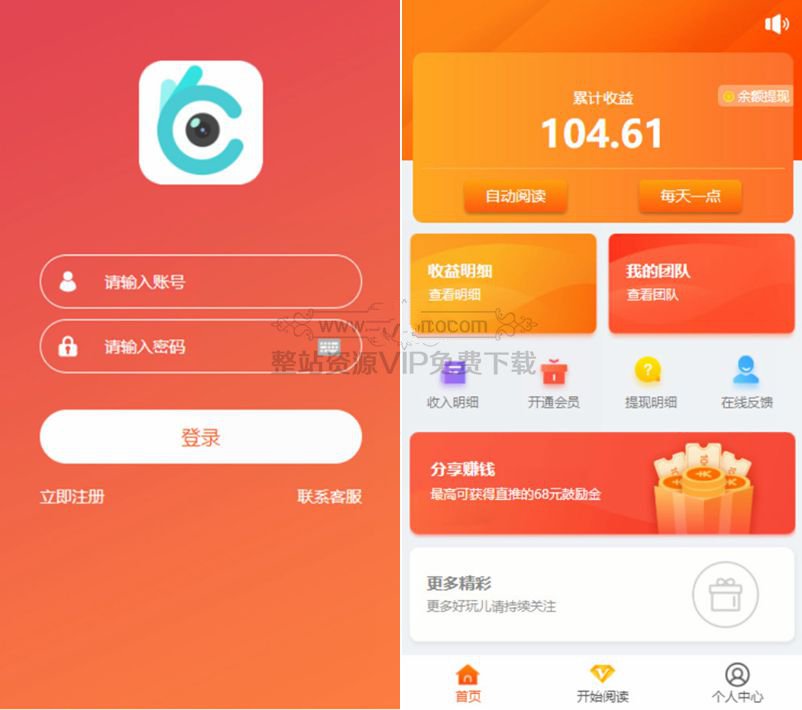 请输入账号
请输入密码
登录
立即注册
联系客服
累计收益
余额提现
104.61
自动阅读
每天一点
收益明细
查看明细
我的团队
查看团队
整站资源VIP免费下载
收入明细
开通会员
提现明细
在线反馈
分享赚钱
最高可获得直推的68元鼓励金
更多精彩
更多好玩儿请持续关注
首页
开始阅读
个人中心